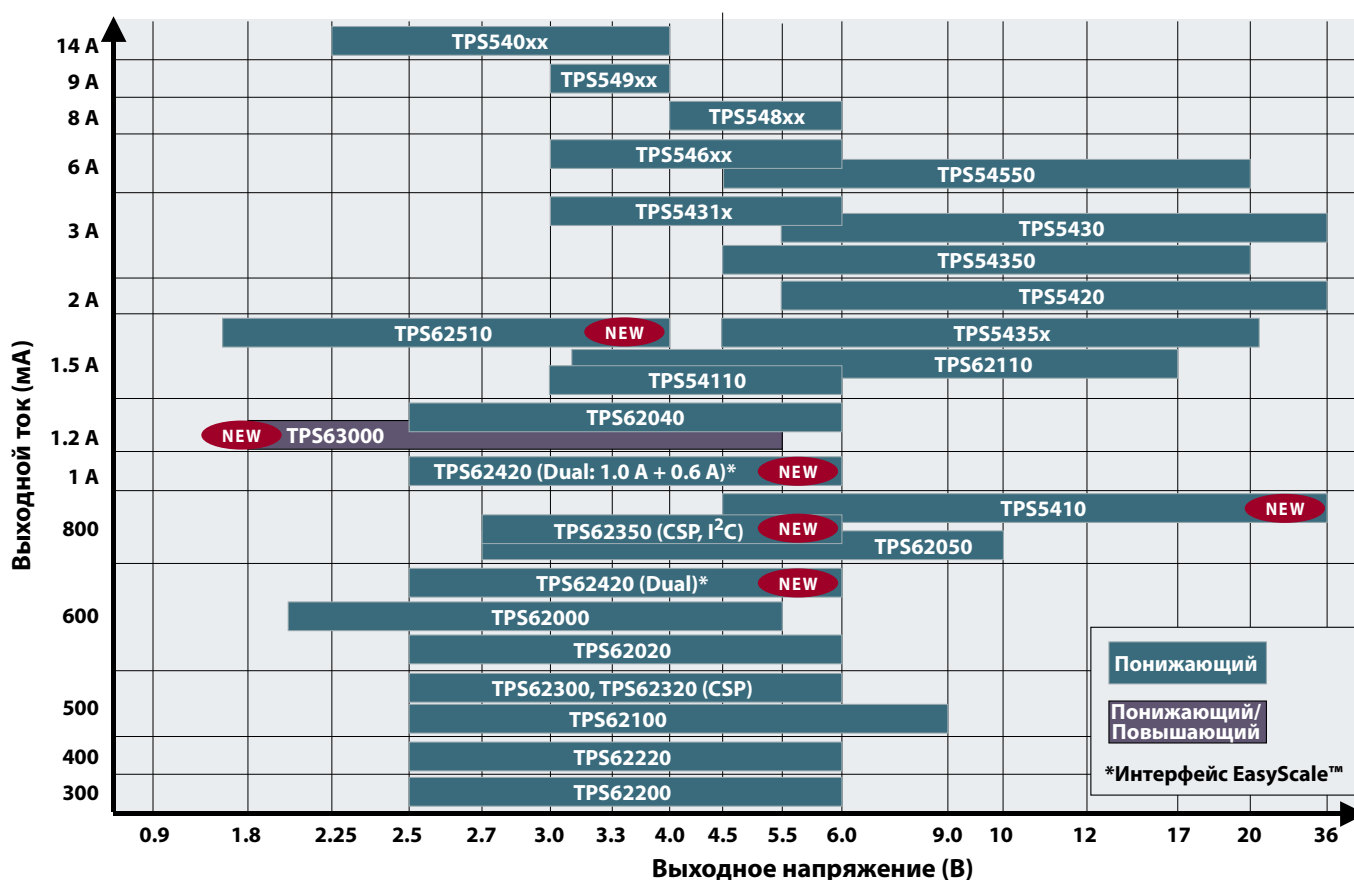 14 А
TPS540xx
9 А
TPS549xx
8 А
TPS548xx
6 А
TPS546xx
TPS54550
3 А
TPS5431x
TPS5430
TPS54350
2 А
TPS5420
1.5 А
TPS62510 NEW
TPS5435x
TPS62110
TPS54110
1.2 А
TPS62040
NEW TPS63000
1 А
TPS62420 (Dual: 1.0 A + 0.6 A)* NEW
800
TPS5410 NEW
TPS62350 (CSP, I²C) NEW
TPS62050
600
TPS62420 (Dual)* NEW
TPS62000
TPS62020
500
TPS62300, TPS62320 (CSP)
TPS62100
400
TPS62220
300
TPS62200
Понижающий
Понижающий/
Повышающий
*Интерфейс EasyScale™
0.9 1.8 2.25 2.5 2.7 3.0 3.3 4.0 4.5 5.5 6.0 9.0 10 12 17 20 36
Выходное напряжение (В)
Выходной ток (мА)